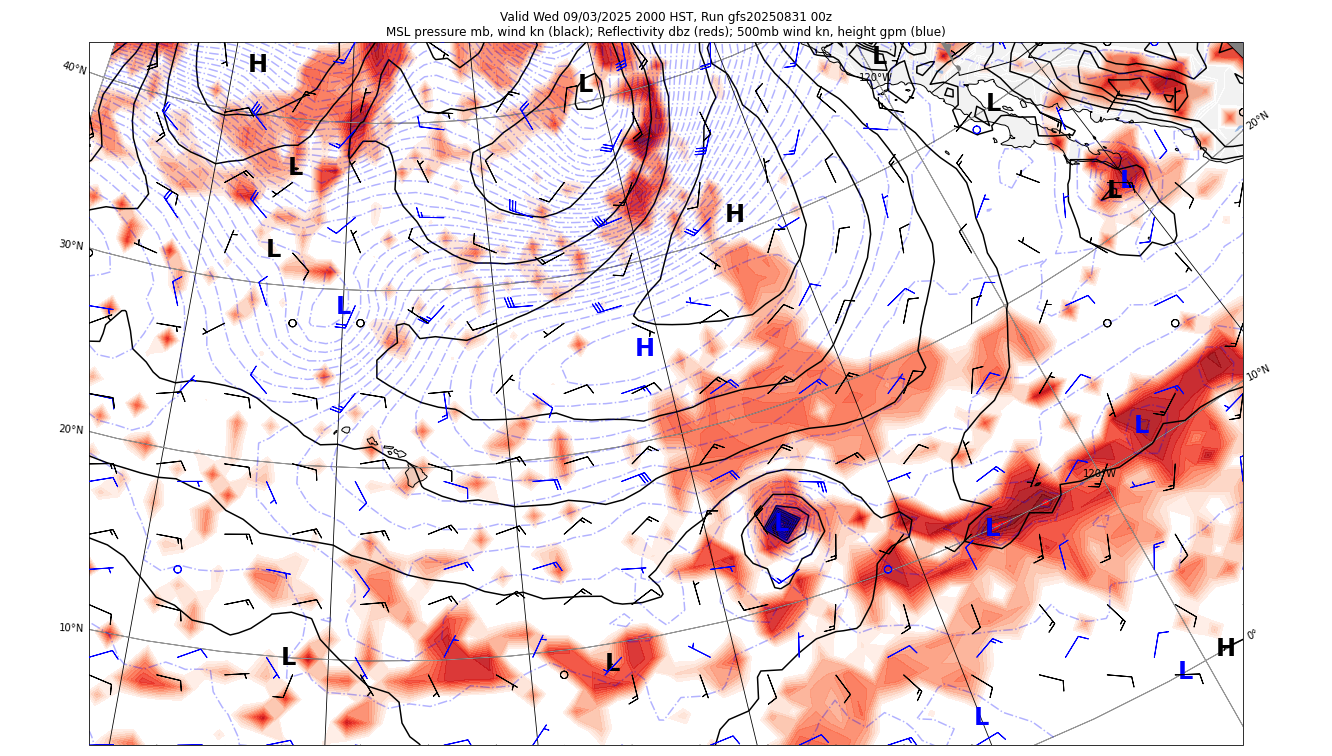 Valid Wed 09/03/2025 2000 HST, Run gfs20250831 00z
MSL pressure mb, wind kn (black); Reflectivity dbz (reds); 500mb wind kn, height gpm (blue)
L
H
40°N
120°W
L
L
20°N
L
L
L
H
30°N
L
L
H
10°N
20°N
L
120°W
L
L
10°N
0°
H
L
L
L
L